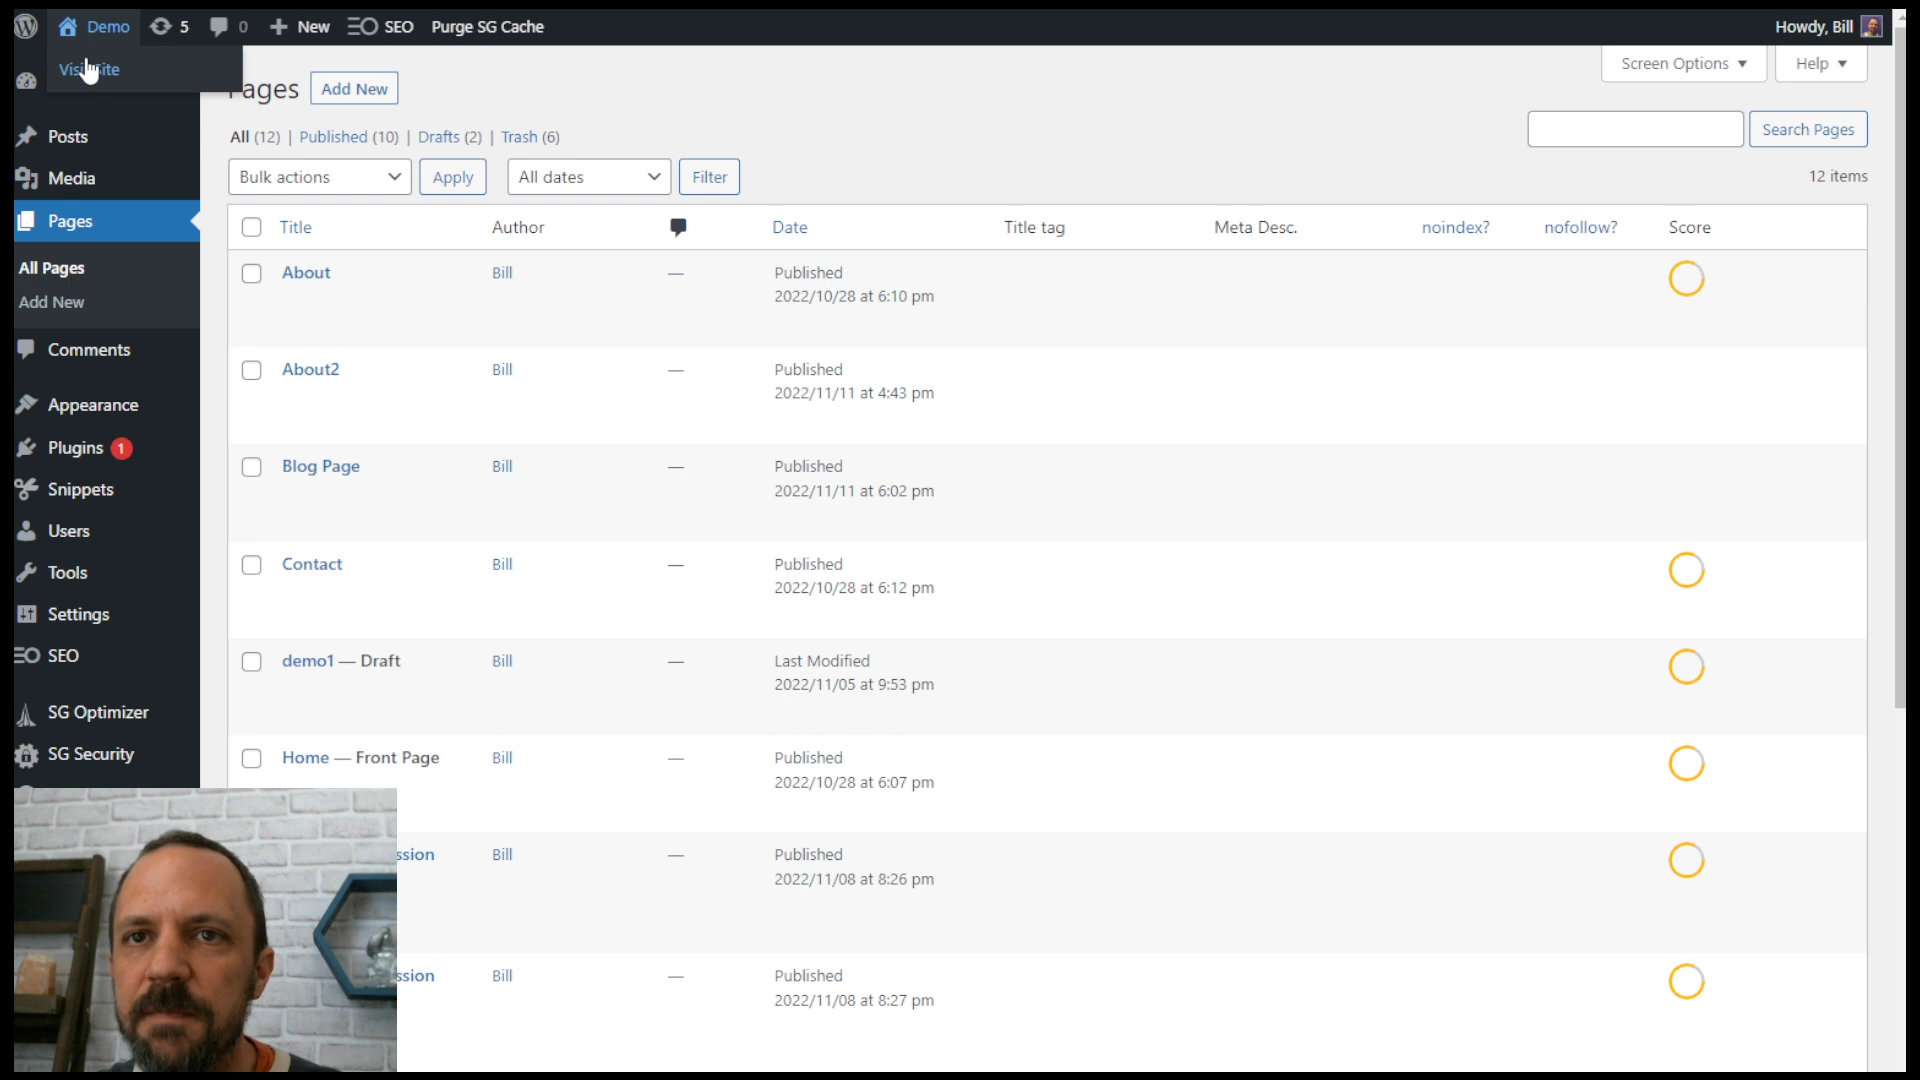 Demo 5 0 New SEO Purge SG Cache Howdy, Bill
Visit Site
Screen Options Help
Pages Add New
All (12) | Published (10) | Drafts (2) | Trash (6)
Search Pages
Bulk actions Apply All dates Filter
12 items
Posts
Media
Pages
All Pages
Add New
Comments
Appearance
Plugins 1
Snippets
Users
Tools
Settings
SEO
SG Optimizer
SG Security
Title Author Date Title tag Meta Desc. noindex? nofollow? Score
About Bill — Published
2022/10/28 at 6:10 pm
About2 Bill — Published
2022/11/11 at 4:43 pm
Blog Page Bill — Published
2022/11/11 at 6:02 pm
Contact Bill — Published
2022/10/28 at 6:12 pm
demo1 — Draft Bill — Last Modified
2022/11/05 at 9:53 pm
Home — Front Page Bill — Published
2022/10/28 at 6:07 pm
ssion Bill — Published
2022/11/08 at 8:26 pm
ssion Bill — Published
2022/11/08 at 8:27 pm